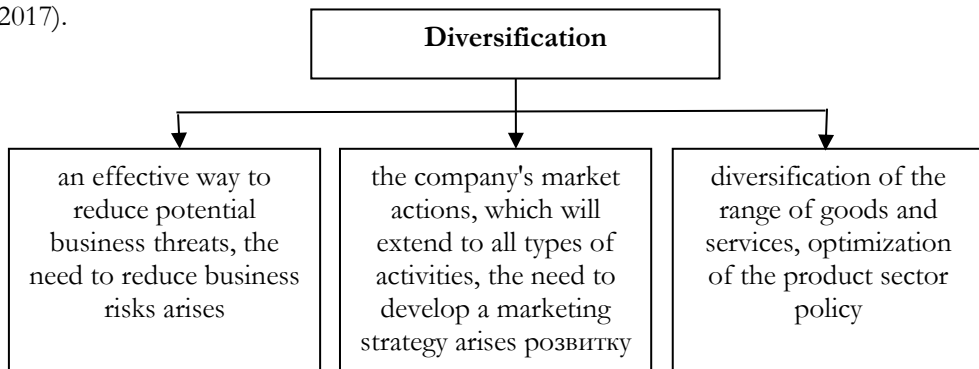 2017).
Diversification
an effective way to
reduce potential
business threats, the
need to reduce business
risks arises
the company's market
actions, which will
extend to all types of
activities, the need to
develop a marketing
strategy arises розвитку
diversification of the
range of goods and
services, optimization
of the product sector
policy